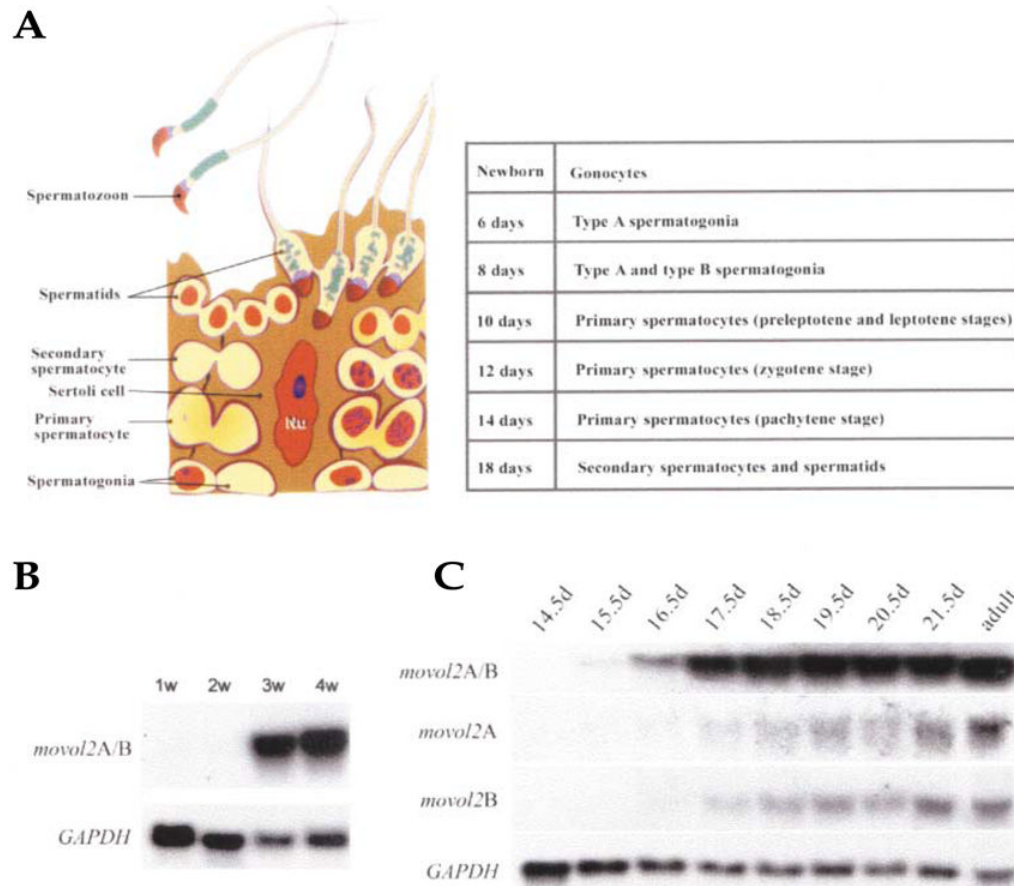 A
Spermatozoon
Spermatids
Secondary
spermatocyte
Sertoli cell
Primary
spermatocyte
Spermatogonia
Nu
Newborn Gonocytes
6 days Type A spermatogonia
8 days Type A and type B spermatogonia
10 days Primary spermatocytes (preleptotene and leptotene stages)
12 days Primary spermatocytes (zygotene stage)
14 days Primary spermatocytes (pachytene stage)
18 days Secondary spermatocytes and spermatids
B
1w 2w 3w 4w
movol2A/B
GAPDH
C
14.5d 15.5d 16.5d 17.5d 18.5d 19.5d 20.5d 21.5d adult
movol2A/B
movol2A
movol2B
GAPDH